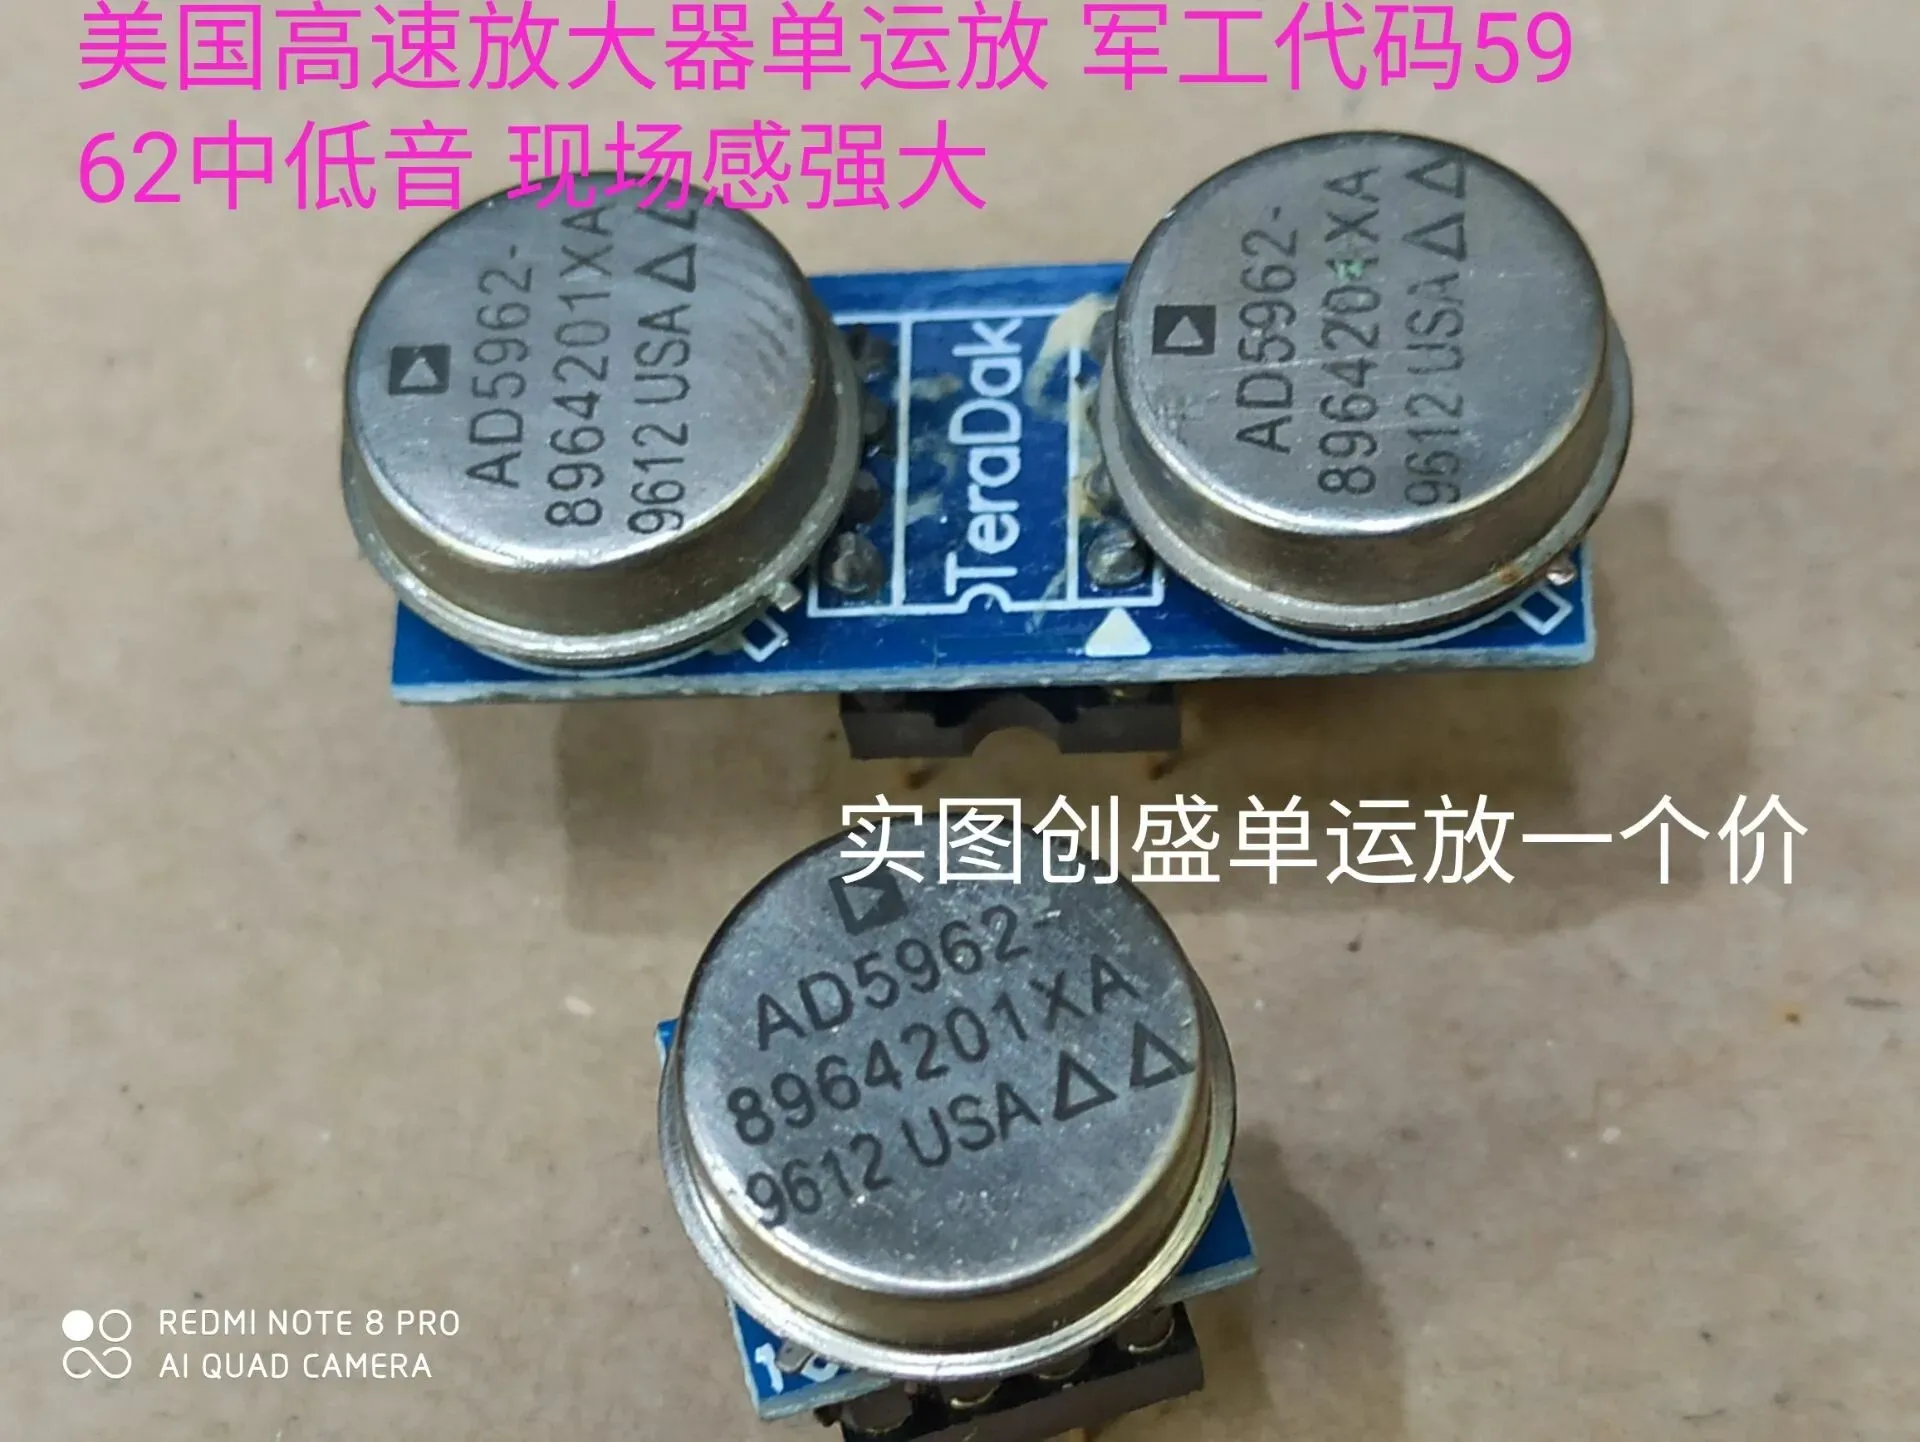 美国高速放大器单运放 军工代码59
62中低音 现场感强大
AD5962-
8964201XA
9612 USA △△
TeraDak
AD5962-
8964201XA
9612 USA △△
实图创盛单运放一个价
AD5962-
8964201XA
9612 USA △△
REDMI NOTE 8 PRO
AI QUAD CAMERA